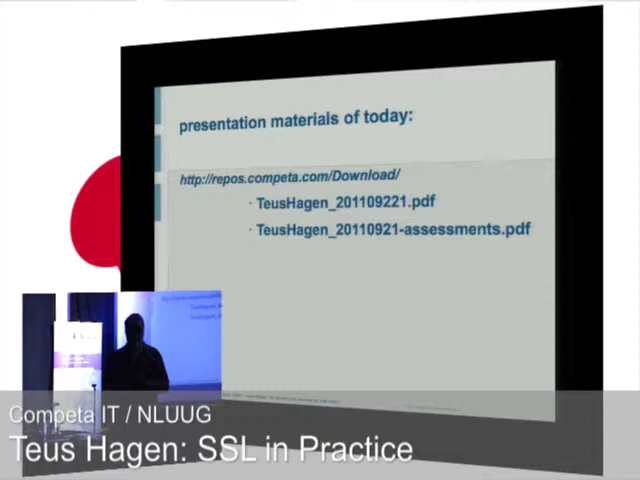 presentation materials of today:
http://repos.competa.com/Download/
· TeusHagen_201109221.pdf
· TeusHagen_20110921-assessments.pdf
Competa IT / NLUUG
Teus Hagen: SSL in Practice